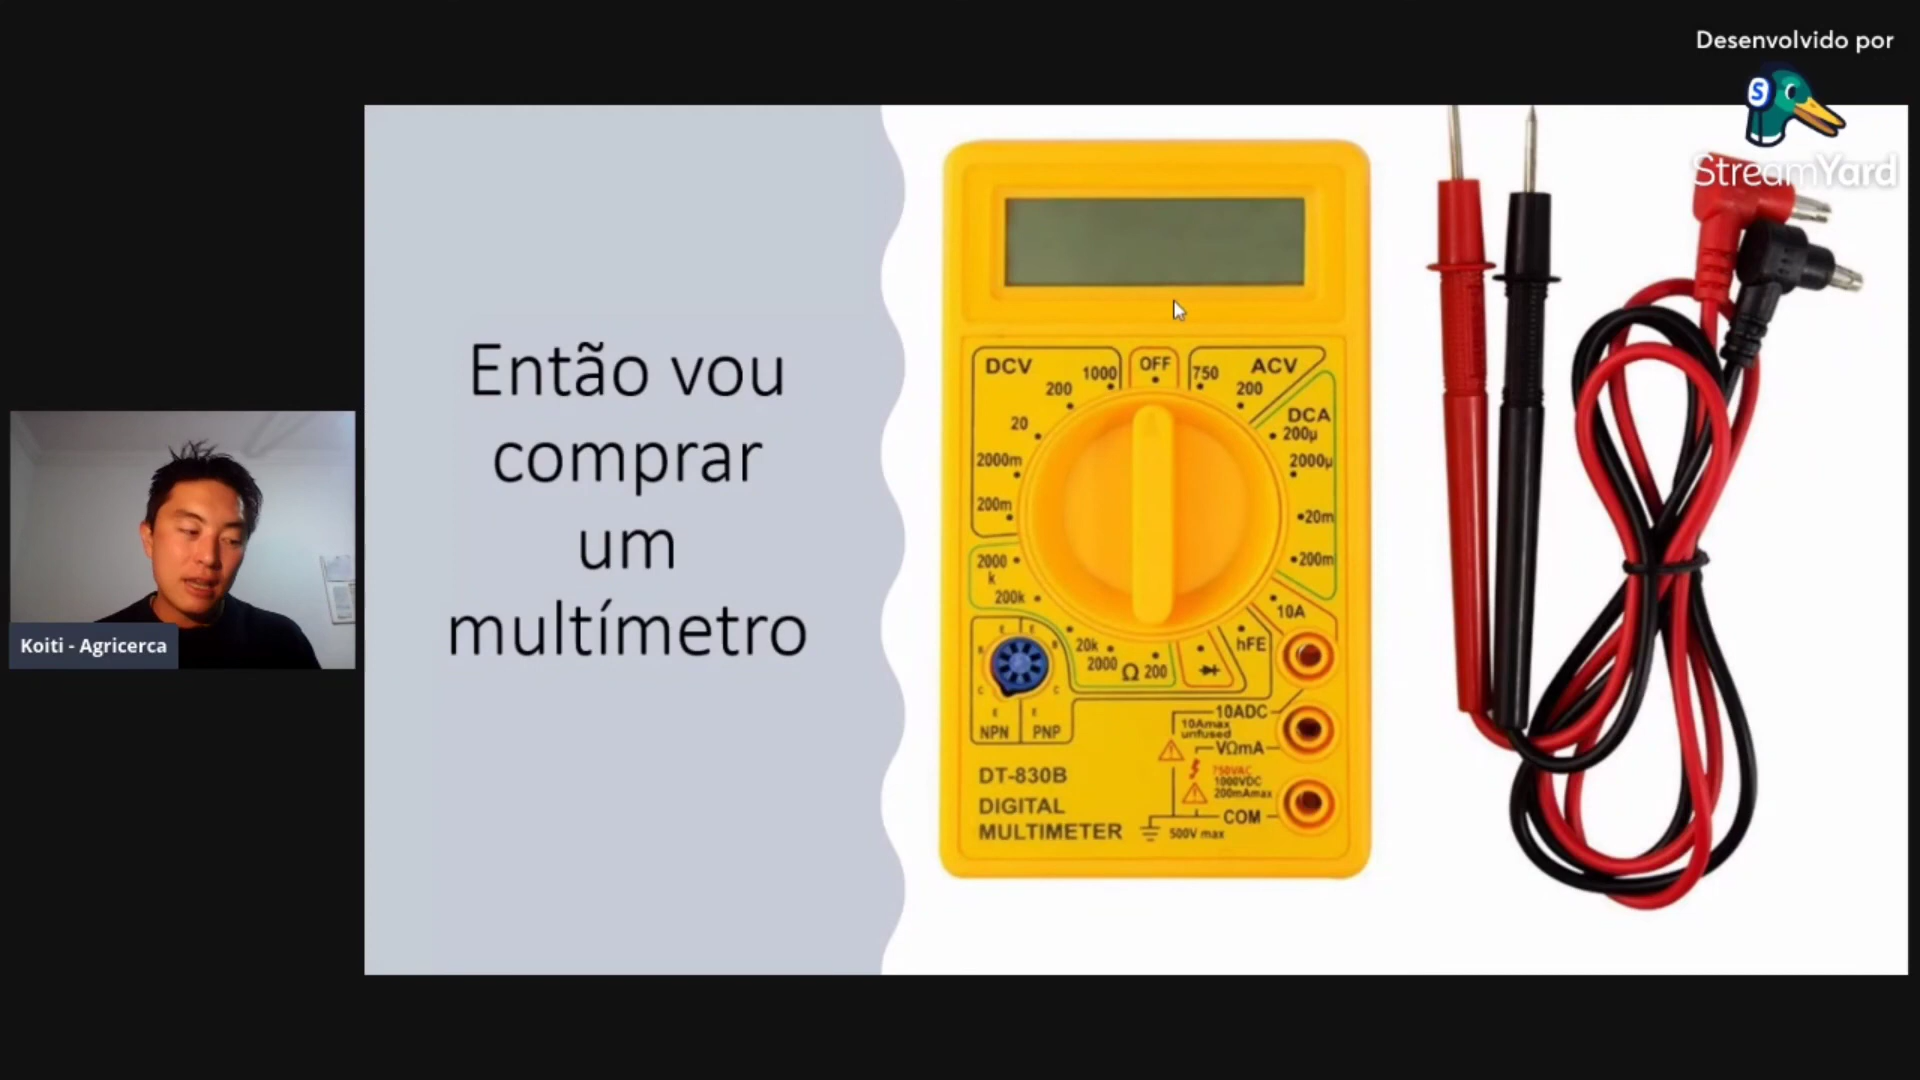 Desenvolvido por
S
StreamYard
Então vou
comprar
um
multímetro
Koiti - Agricerca
DCV
1000
OFF
750
ACV
200
200
20
DCA
200µ
2000m
2000µ
200m
20m
2000
k
200m
200k
10A
20k
hFE
2000
Ω
200
E
E
B
B
C
C
E
E
NPN
PNP
10ADC
10Amax
unfused
VΩmA
750VAC
1000VDC
200mAmax
COM
500V max
DT-830B
DIGITAL
MULTIMETER